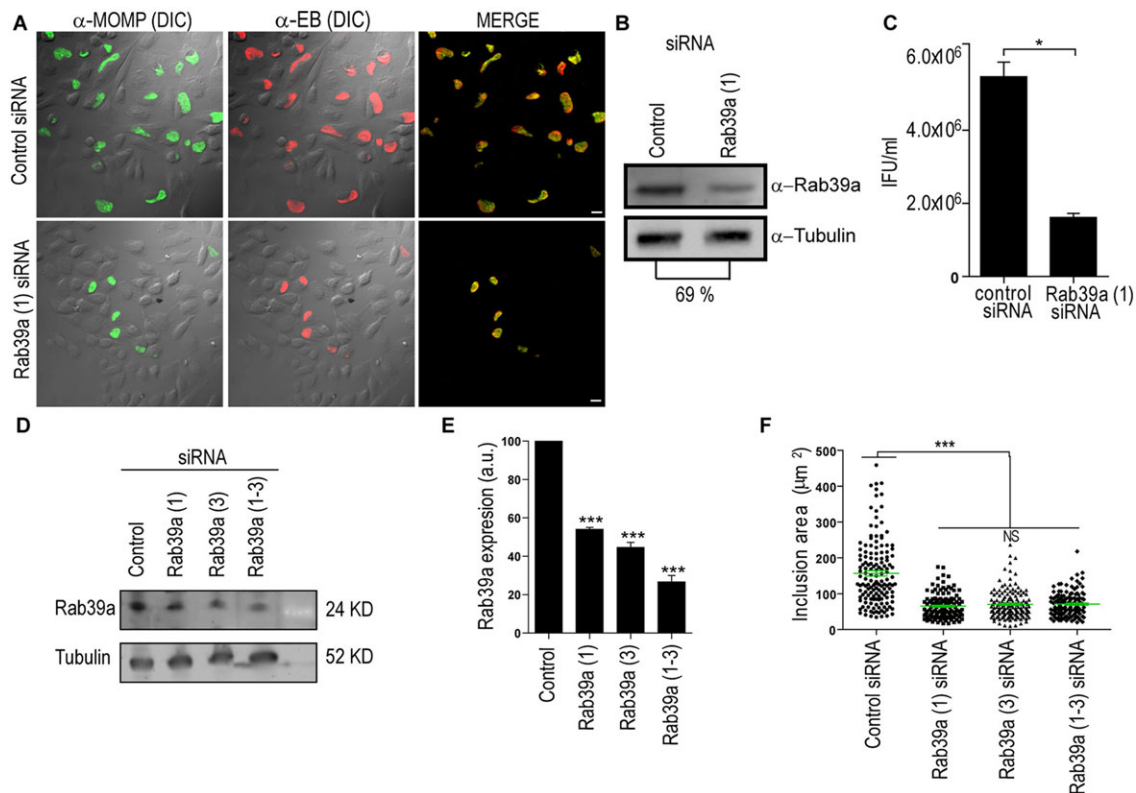 A
α-MOMP (DIC)
α-EB (DIC)
MERGE
Control siRNA
Rab39a (1) siRNA
B
siRNA
Control
Rab39a (1)
α–Rab39a
α–Tubulin
69 %
C
*
6.0x10⁶
4.0x10⁶
2.0x10⁶
0
IFU/ml
control
siRNA
Rab39a (1)
siRNA
D
siRNA
Control
Rab39a (1)
Rab39a (3)
Rab39a (1-3)
Rab39a
24 KD
Tubulin
52 KD
E
Rab39a expresion (a.u.)
100
80
60
40
20
0
***
***
***
Control
Rab39a (1)
Rab39a (3)
Rab39a (1-3)
F
Inclusion area (μm ²)
500
400
300
200
100
0
***
NS
Control siRNA
Rab39a (1) siRNA
Rab39a (3) siRNA
Rab39a (1-3) siRNA